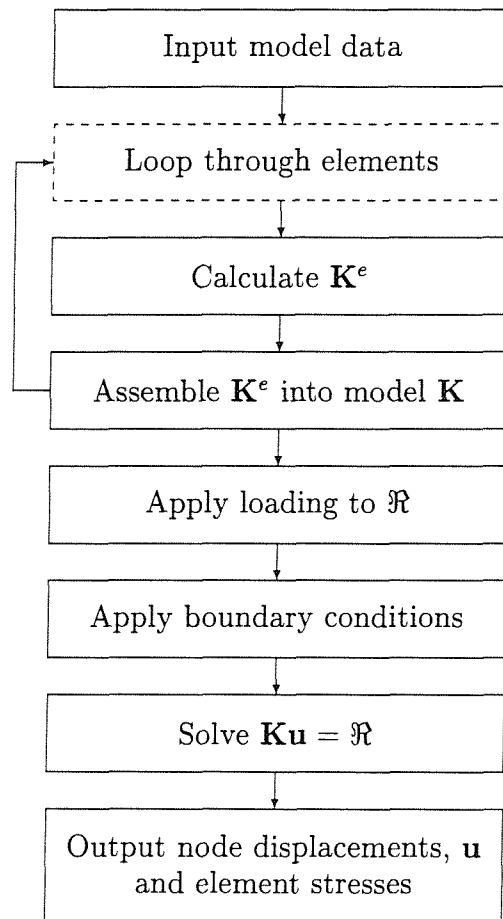 Input model data
Loop through elements
Calculate Kᵉ
Assemble Kᵉ into model K
Apply loading to ℜ
Apply boundary conditions
Solve Ku = ℜ
Output node displacements, u
and element stresses